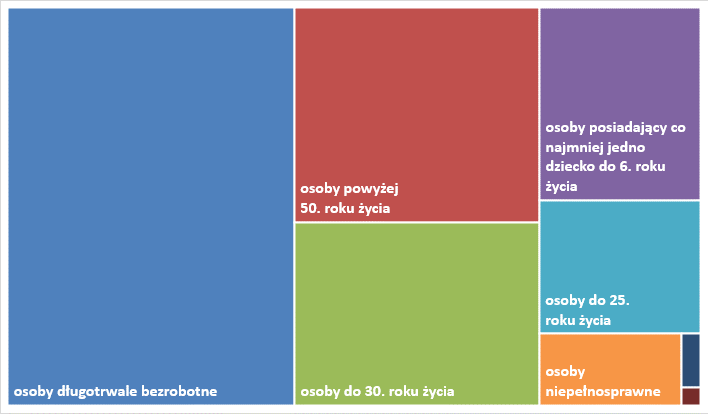 osoby długotrwale bezrobotne
osoby powyżej
50. roku życia
osoby do 30. roku życia
osoby posiadający co
najmniej jedno
dziecko do 6. roku
życia
osoby do 25.
roku życia
osoby
niepełnosprawne